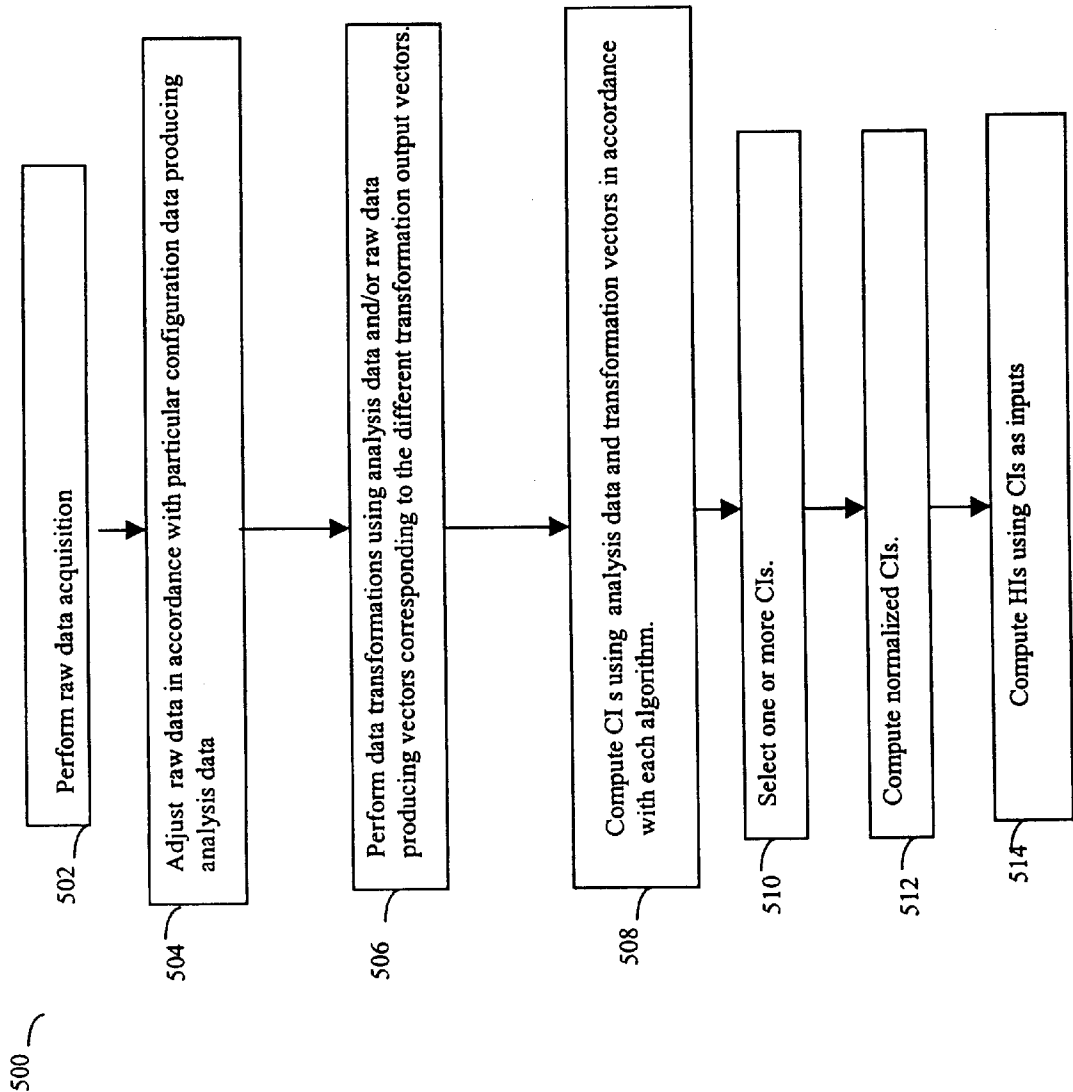 500
502
Perform raw data acquisition
504
Adjust raw data in accordance with particular configuration data producing
analysis data
506
Perform data transformations using analysis data and/or raw data
producing vectors corresponding to the different transformation output vectors.
508
Compute CI s using analysis data and transformation vectors in accordance
with each algorithm.
510
Select one or more CIs.
512
Compute normalized CIs.
514
Compute HIs using CIs as inputs